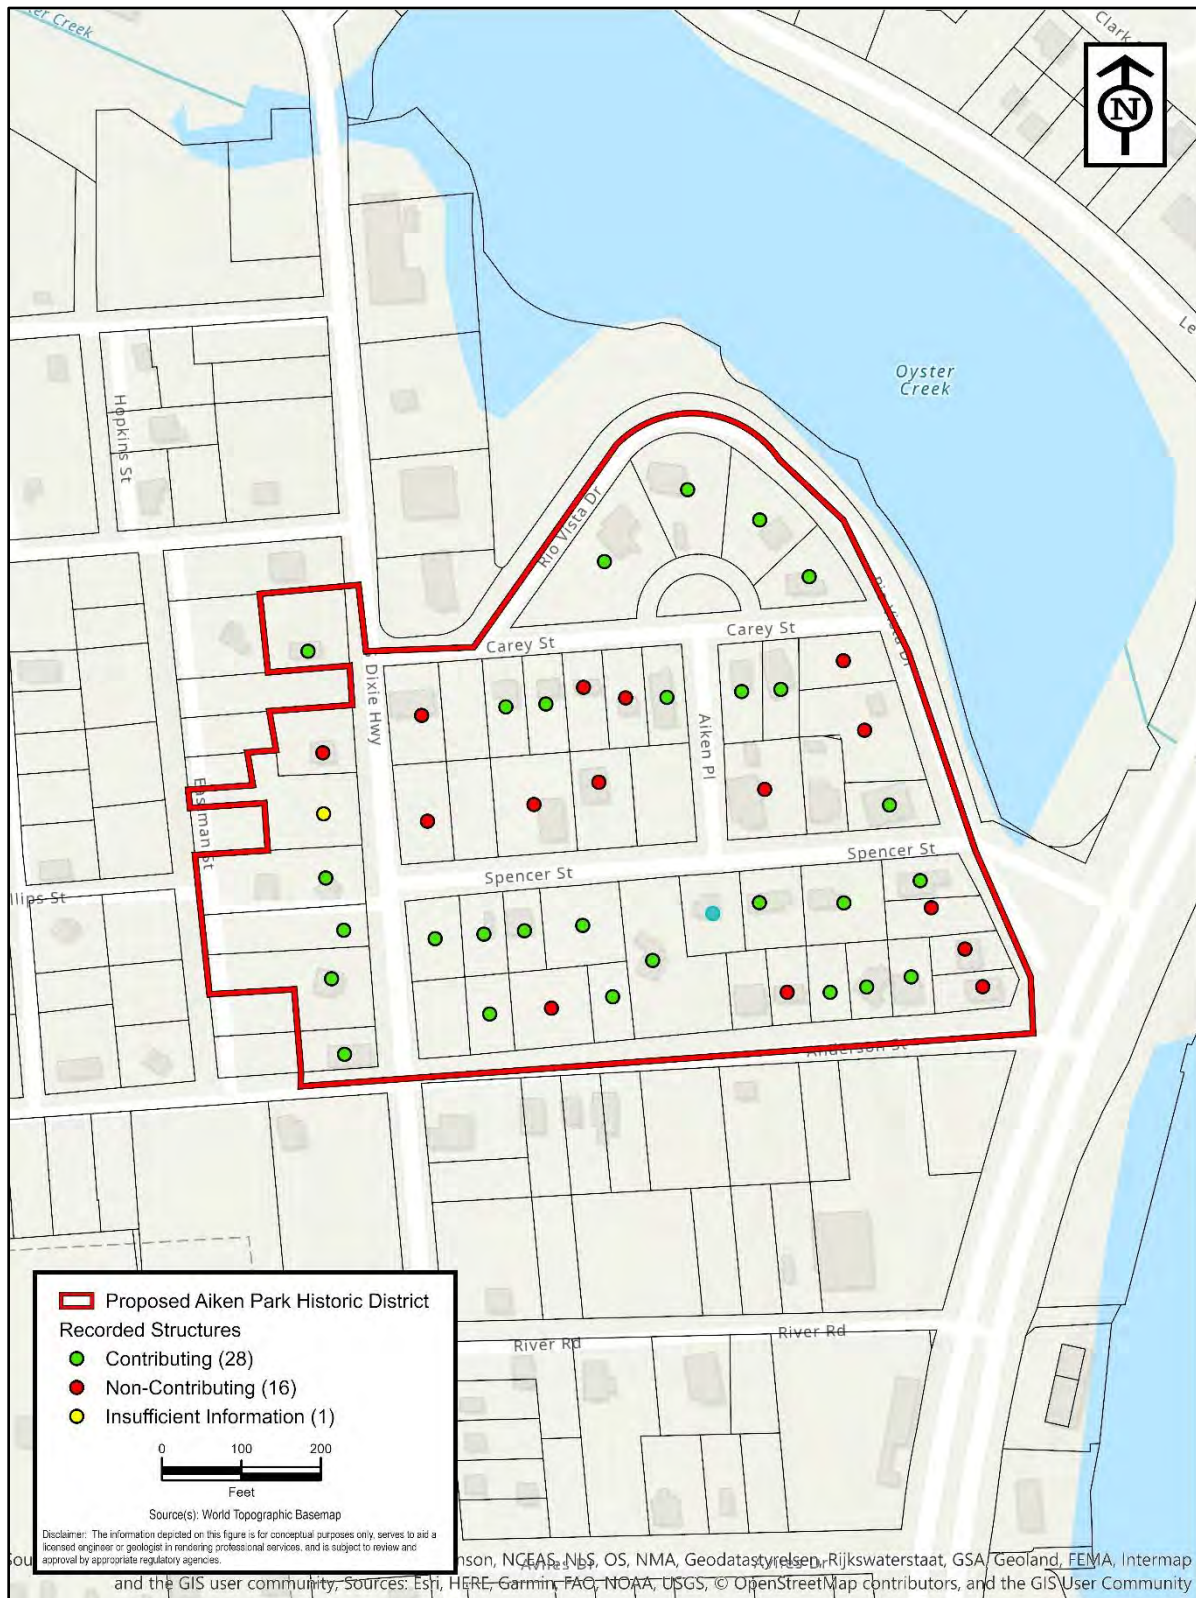 Creek
Clark
N
Oyster
Creek
Hopkins St
Rio Vista Dr
Rio Vista Dr
Carey St
Carey St
S Dixie Hwy
Aiken Pl
Eastman St
Spencer St
Spencer St
Anderson St
River Rd
River Rd
Proposed Aiken Park Historic District
Recorded Structures
Contributing (28)
Non-Contributing (16)
Insufficient Information (1)
0 100 200
Feet
Source(s): World Topographic Basemap
Disclaimer: The information depicted on this figure is for conceptual purposes only, serves to aid a
licensed engineer or geologist in rendering professional services, and is subject to review and
approval by appropriate regulatory agencies.
NCEAS, NLS, OS, NMA, Geodatastyrelsen, Rijkswaterstaat, GSA, Geoland, FEMA, Intermap
and the GIS user community, Sources: Esri, HERE, Garmin, FAO, NOAA, USGS, © OpenStreetMap contributors, and the GIS User Community